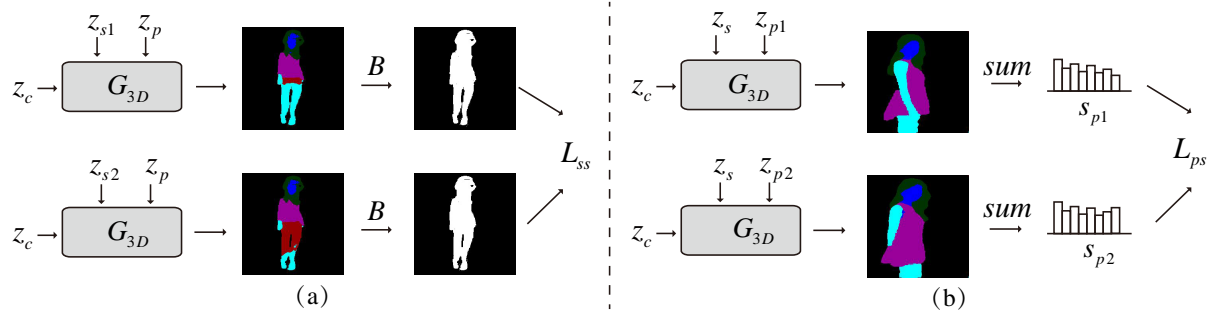 z_{s1} z_p
z_c G_{3D} B
L_{ss}
z_{s2} z_p
z_c G_{3D} B
(a)
z_s z_{p1}
z_c G_{3D} sum
s_{p1}
L_{ps}
z_s z_{p2}
z_c G_{3D} sum
s_{p2}
(b)